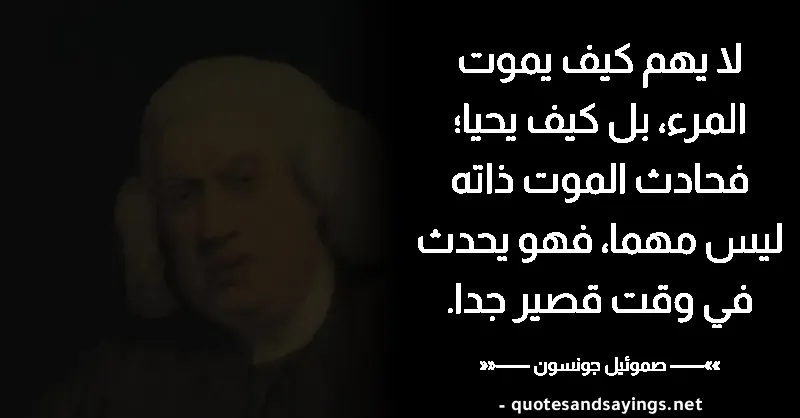 لا يهم كيف يموت
المرء، بل كيف يحيا؛
فحادث الموت ذاته
ليس مهما، فهو يحدث
في وقت قصير جدا.
»»—— صموئيل جونسون ——««
- quotesandsayings.net